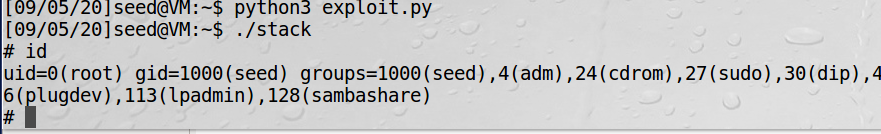 [09/05/20]seed@VM:~$ python3 exploit.py
[09/05/20]seed@VM:~$ ./stack
# id
uid=0(root) gid=1000(seed) groups=1000(seed),4(adm),24(cdrom),27(sudo),30(dip),4
6(plugdev),113(lpadmin),128(sambashare)
#